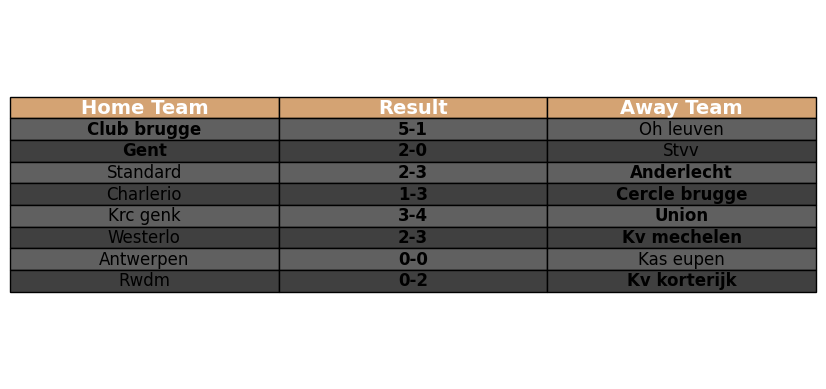 Home Team Result Away Team
Club brugge 5-1 Oh leuven
Gent 2-0 Stvv
Standard 2-3 Anderlecht
Charlerio 1-3 Cercle brugge
Krc genk 3-4 Union
Westerlo 2-3 Kv mechelen
Antwerpen 0-0 Kas eupen
Rwdm 0-2 Kv korterijk